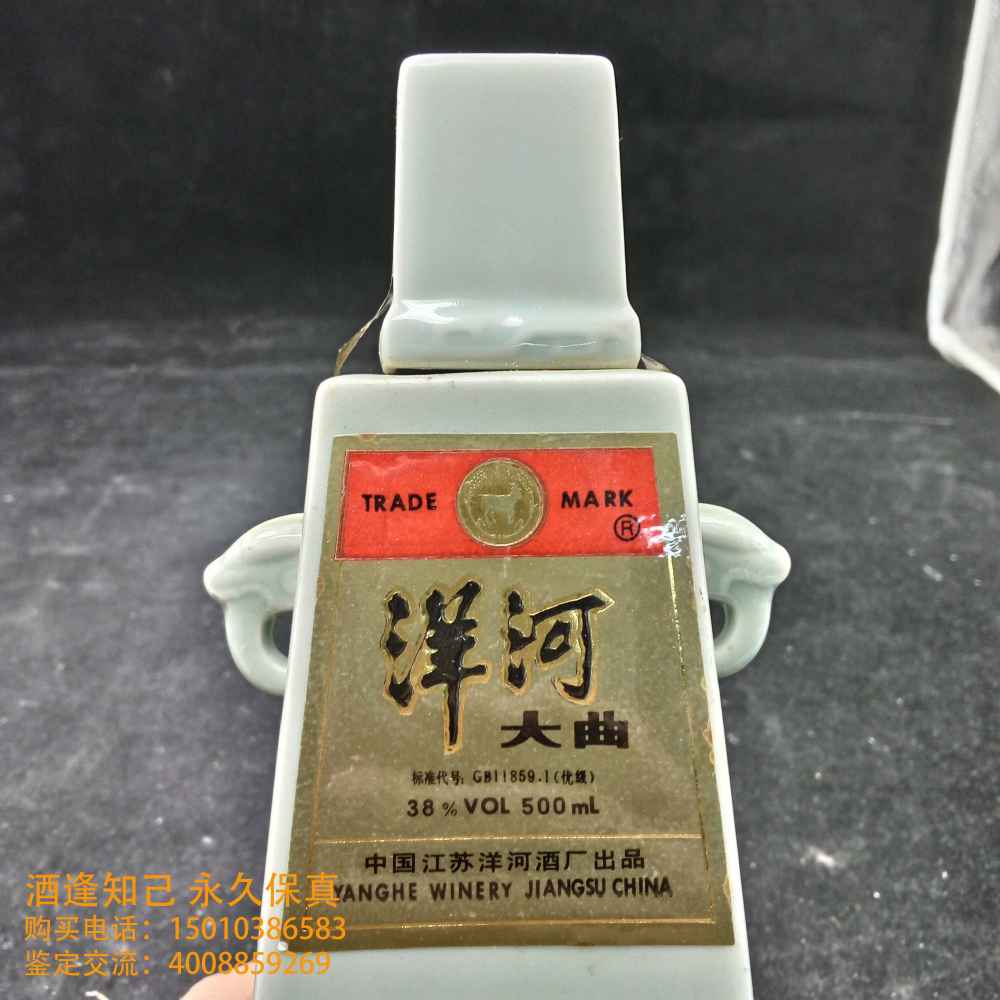 TRADE MARK
®
洋河
大曲
标准代号: GB11859.1(优级)
38% VOL 500mL
中国江苏洋河酒厂出品
YANGHE WINERY JIANGSU CHINA
酒逢知己 永久保真
购买电话：15010386583
鉴定交流：4008859269